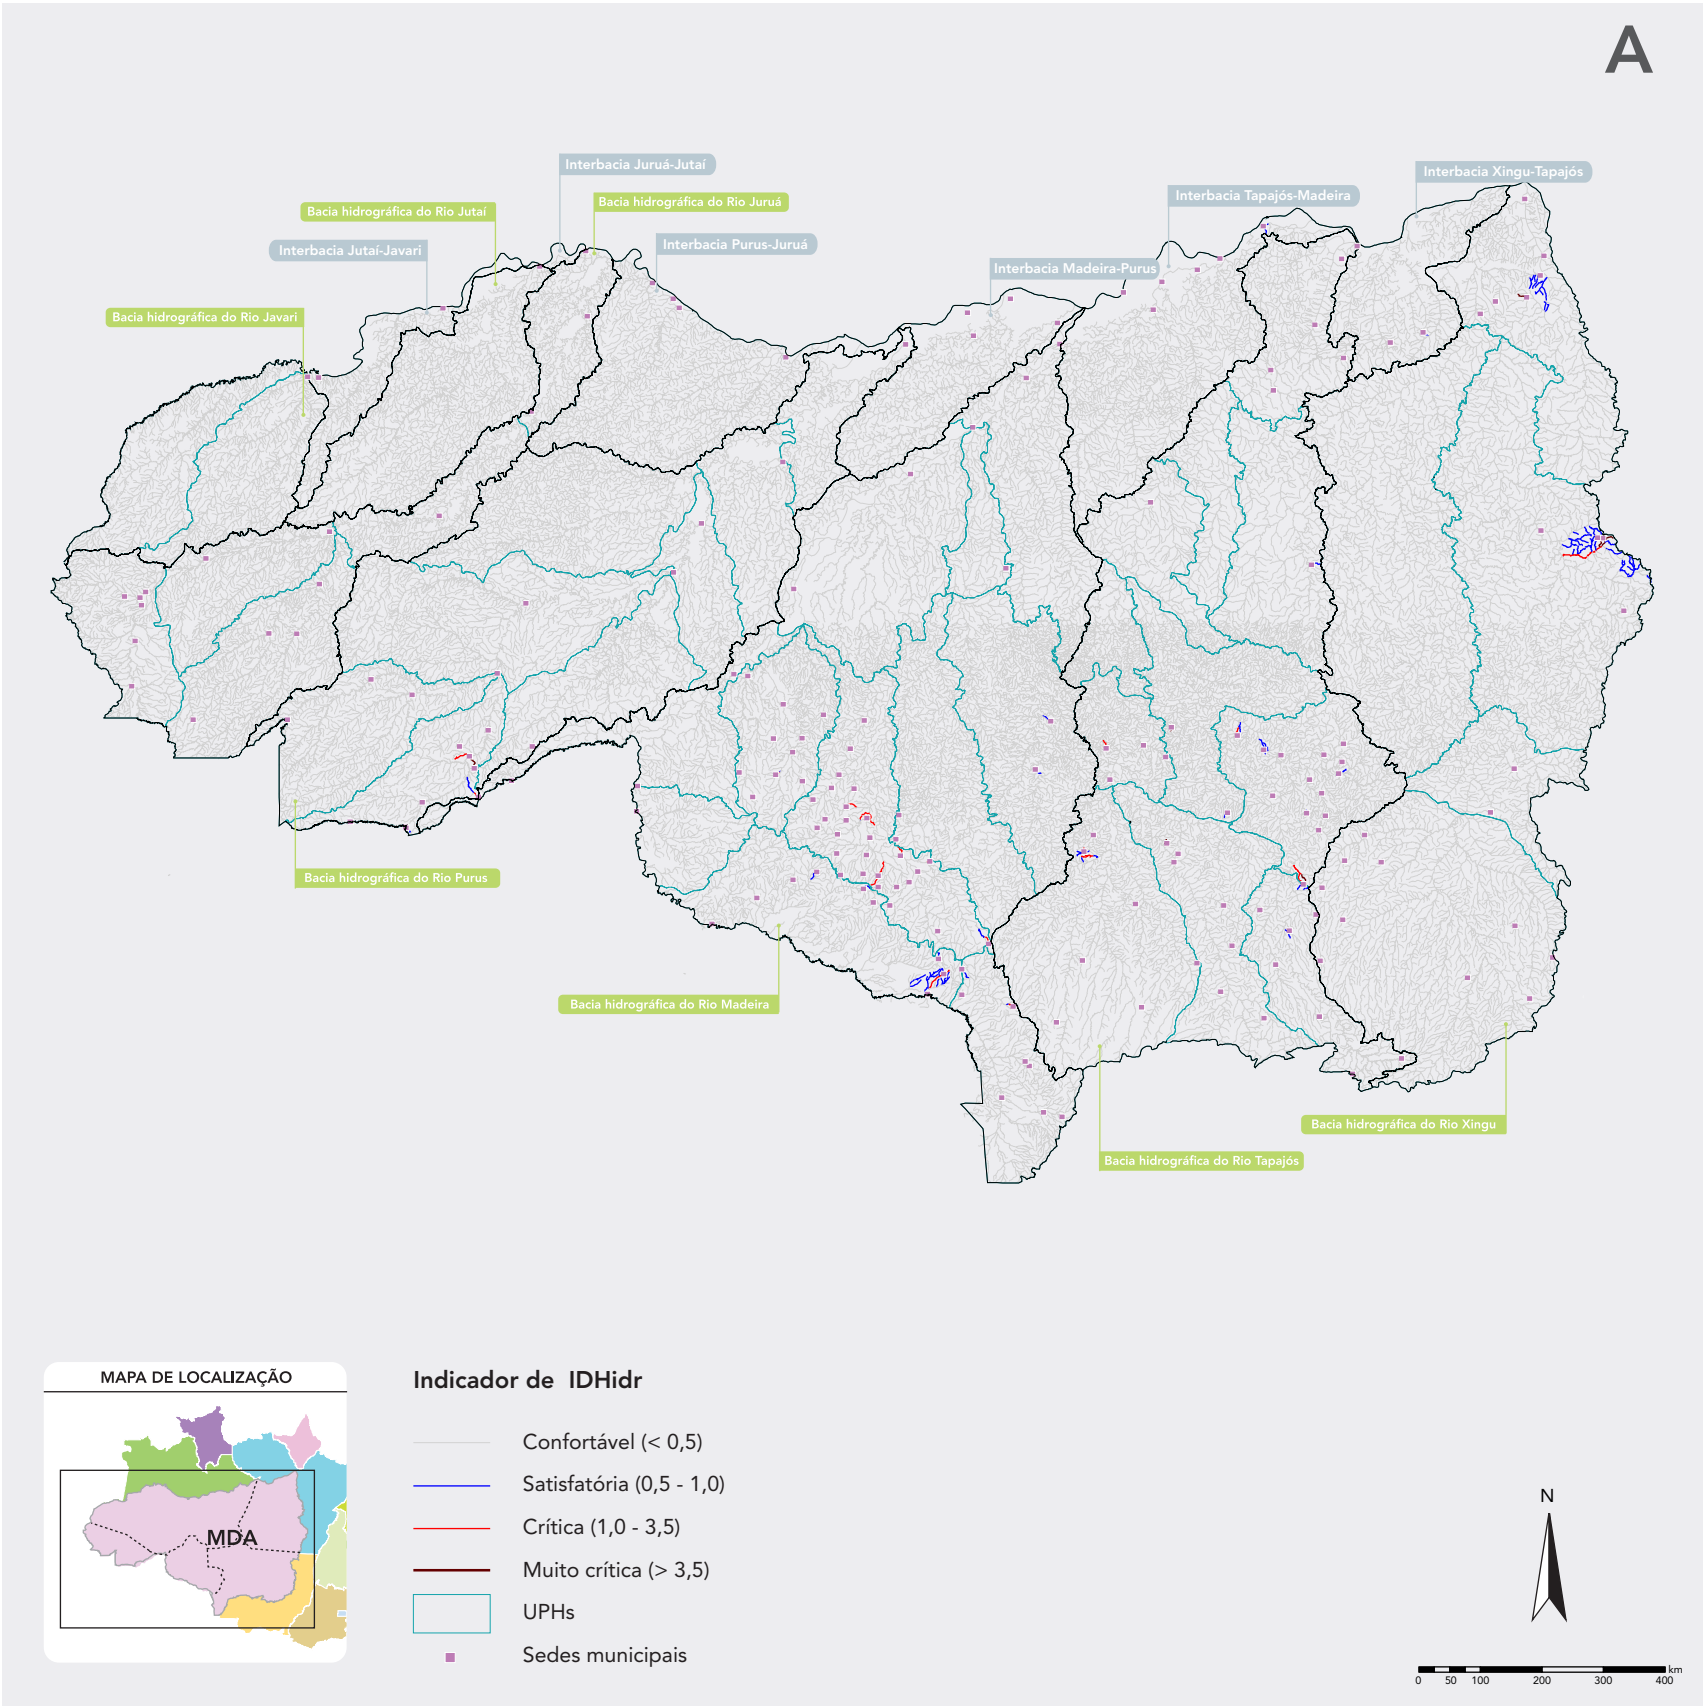 A
Interbacia Juruá-Jutaí
Interbacia Xingu-Tapajós
Interbacia Tapajós-Madeira
Bacia hidrográfica do Rio Juruá
Bacia hidrográfica do Rio Jutaí
Interbacia Purus-Juruá
Interbacia Jutaí-Javari
Interbacia Madeira-Purus
Bacia hidrográfica do Rio Javari
Bacia hidrográfica do Rio Purus
Bacia hidrográfica do Rio Madeira
Bacia hidrográfica do Rio Xingu
Bacia hidrográfica do Rio Tapajós
MAPA DE LOCALIZAÇÃO
MDA
Indicador de IDHidr
Confortável (< 0,5)
Satisfatória (0,5 - 1,0)
Crítica (1,0 - 3,5)
Muito crítica (> 3,5)
UPHs
Sedes municipais
N
km
0 50 100 200 300 400